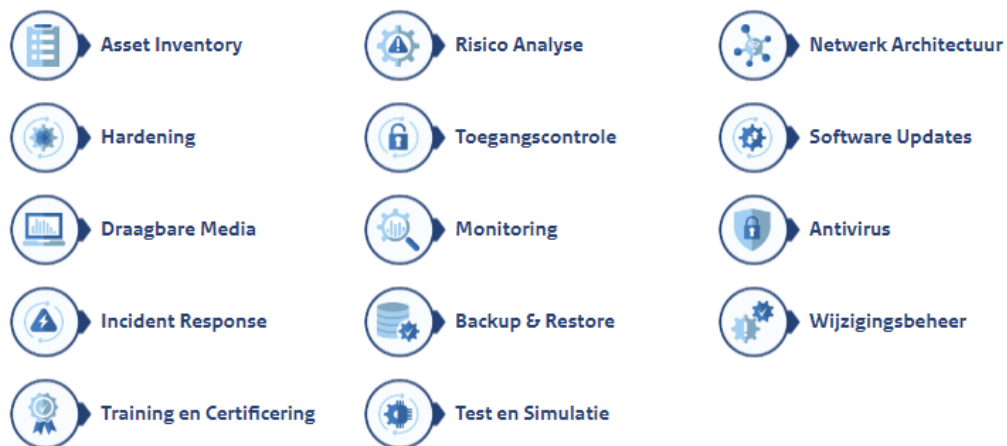 Asset Inventory
Risico Analyse
Netwerk Architectuur
Hardening
Toegangscontrole
Software Updates
Draagbare Media
Monitoring
Antivirus
Incident Response
Backup & Restore
Wijzigingsbeheer
Training en Certificering
Test en Simulatie